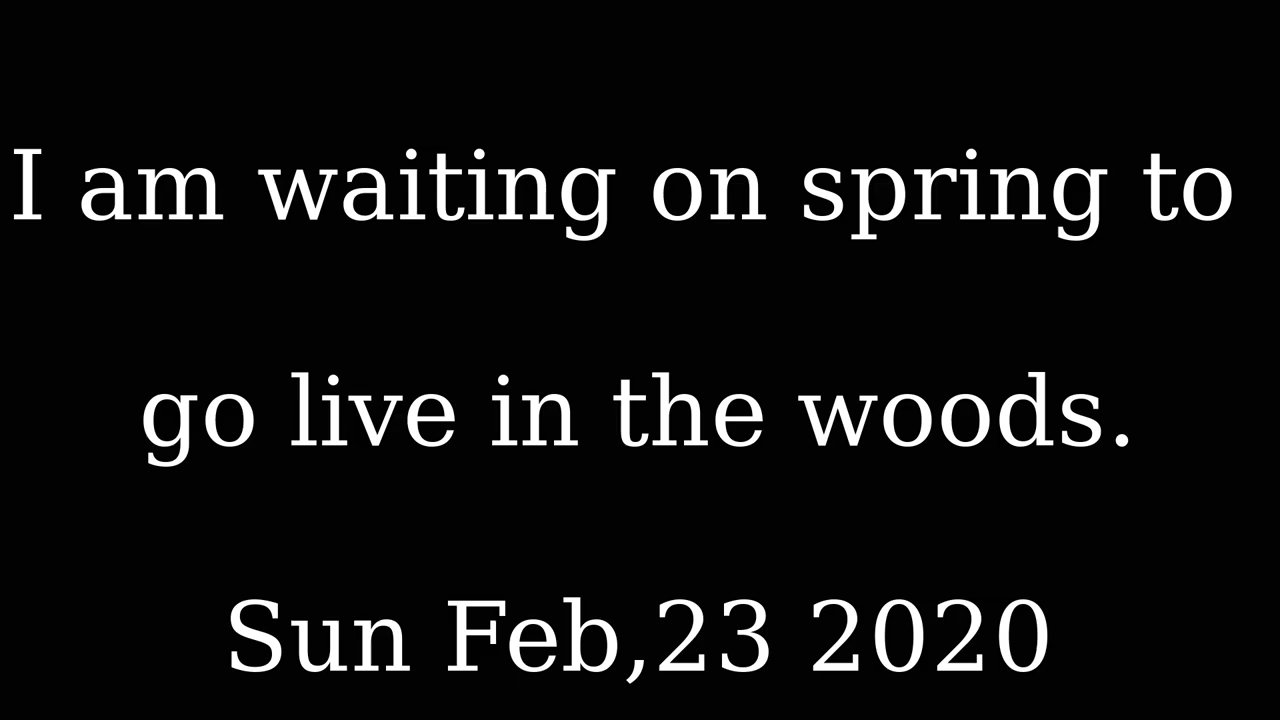 I am waiting on spring to
go live in the woods.
Sun Feb,23 2020